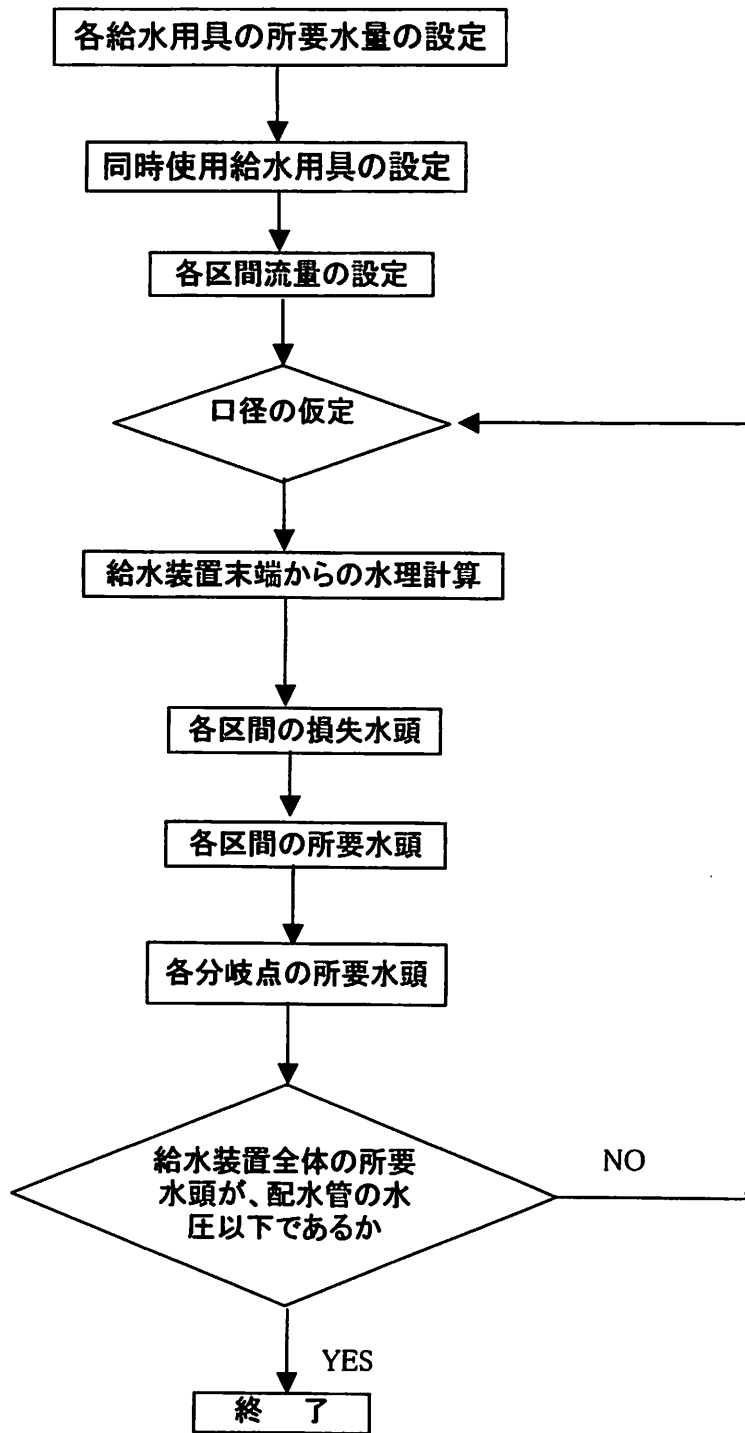 各給水用具の所要水量の設定
同時使用給水用具の設定
各区間流量の設定
口径の仮定
給水装置末端からの水理計算
各区間の損失水頭
各区間の所要水頭
各分岐点の所要水頭
給水装置全体の所要
水頭が、配水管の水
圧以下であるか
NO
YES
終　了